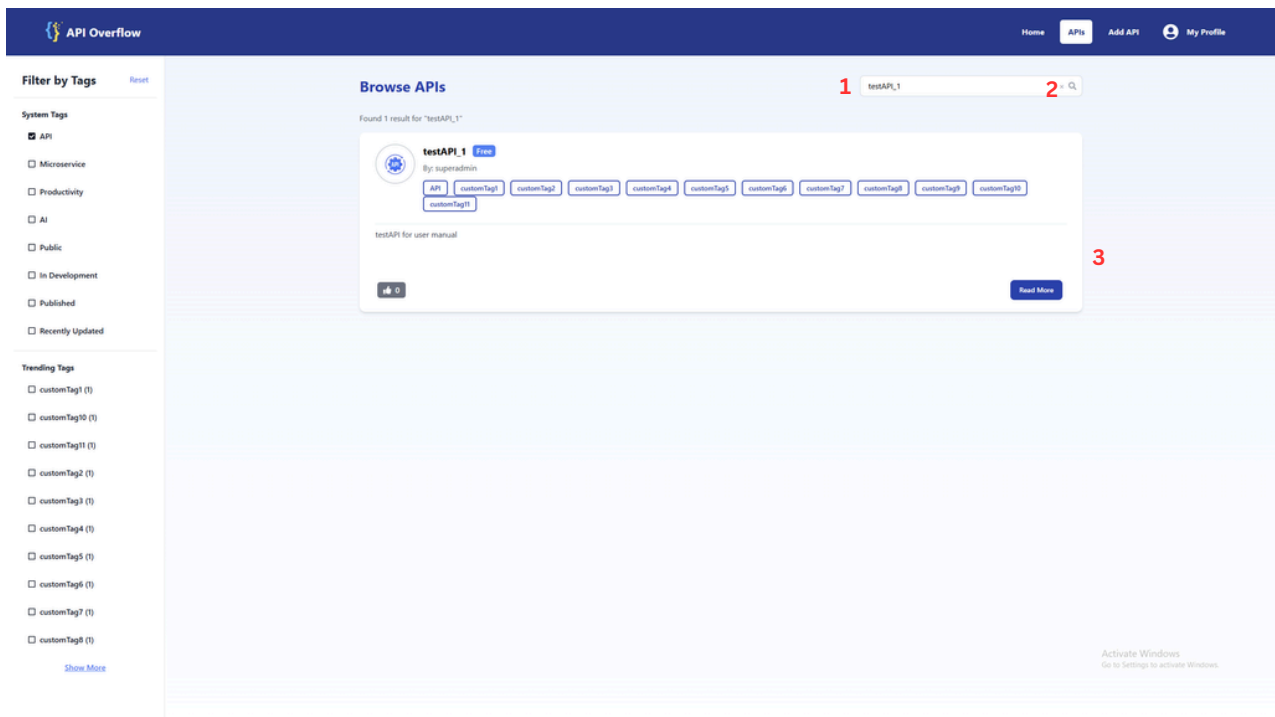 API Overflow
Home APIs Add API My Profile
Filter by Tags Reset
System Tags
API
Microservice
Productivity
AI
Public
In Development
Published
Recently Updated
Trending Tags
customTag1 (1)
customTag10 (1)
customTag11 (1)
customTag2 (1)
customTag3 (1)
customTag4 (1)
customTag5 (1)
customTag6 (1)
customTag7 (1)
customTag8 (1)
Show More
Browse APIs
1 testAPI_1 2
Found 1 result for "testAPI_1"
API
testAPI_1 Free
By: superadmin
API customTag1 customTag2 customTag3 customTag4 customTag5 customTag6 customTag7 customTag8 customTag9 customTag10
customTag11
testAPI for user manual
3
0 Read More
Activate Windows
Go to Settings to activate Windows.